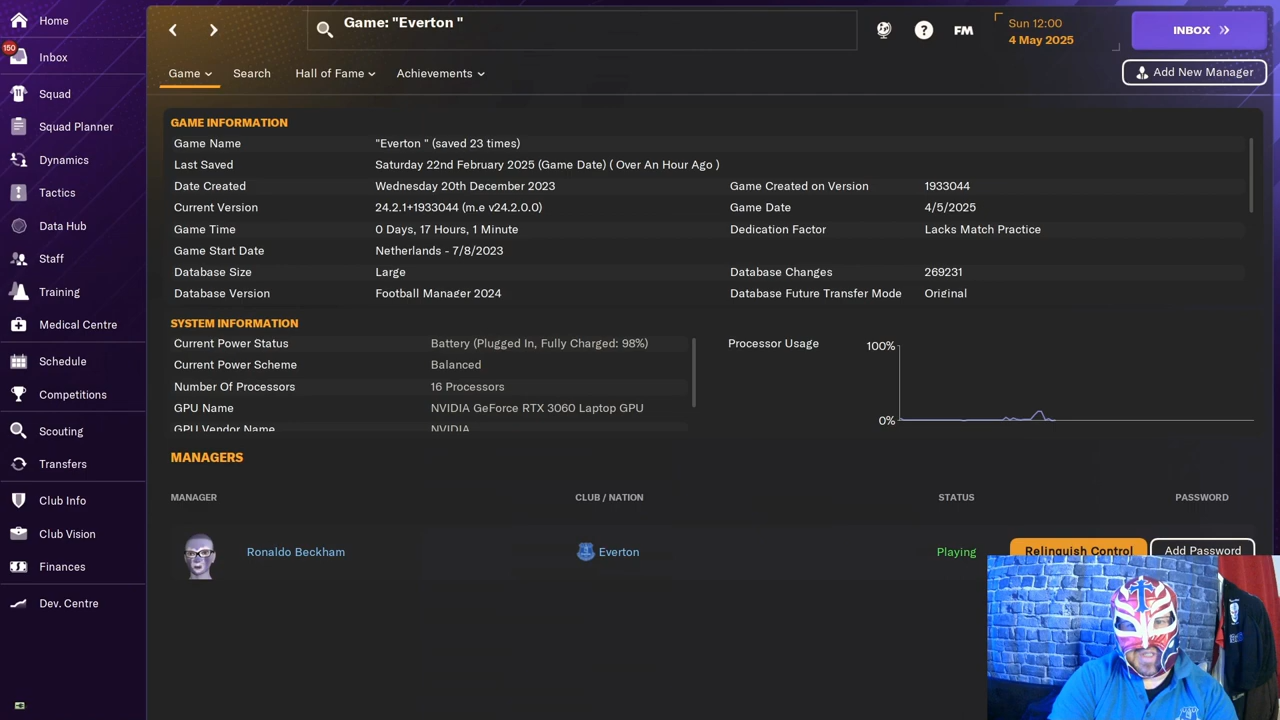 Home
150
Inbox
Squad
Squad Planner
Dynamics
Tactics
Data Hub
Staff
Training
Medical Centre
Schedule
Competitions
Scouting
Transfers
Club Info
Club Vision
Finances
Dev. Centre
Game: "Everton "
? FM
Sun 12:00
4 May 2025
INBOX
Game Search Hall of Fame Achievements
Add New Manager
GAME INFORMATION
Game Name "Everton " (saved 23 times)
Last Saved Saturday 22nd February 2025 (Game Date) ( Over An Hour Ago )
Date Created Wednesday 20th December 2023 Game Created on Version 1933044
Current Version 24.2.1+1933044 (m.e v24.2.0.0) Game Date 4/5/2025
Game Time 0 Days, 17 Hours, 1 Minute Dedication Factor Lacks Match Practice
Game Start Date Netherlands - 7/8/2023
Database Size Large Database Changes 269231
Database Version Football Manager 2024 Database Future Transfer Mode Original
SYSTEM INFORMATION
Current Power Status Battery (Plugged In, Fully Charged: 98%) Processor Usage 100%
Current Power Scheme Balanced
Number Of Processors 16 Processors
GPU Name NVIDIA GeForce RTX 3060 Laptop GPU
0%
GPU Vendor Name NVIDIA
MANAGERS
MANAGER CLUB / NATION STATUS PASSWORD
Ronaldo Beckham Everton Playing Relinquish Control Add Password